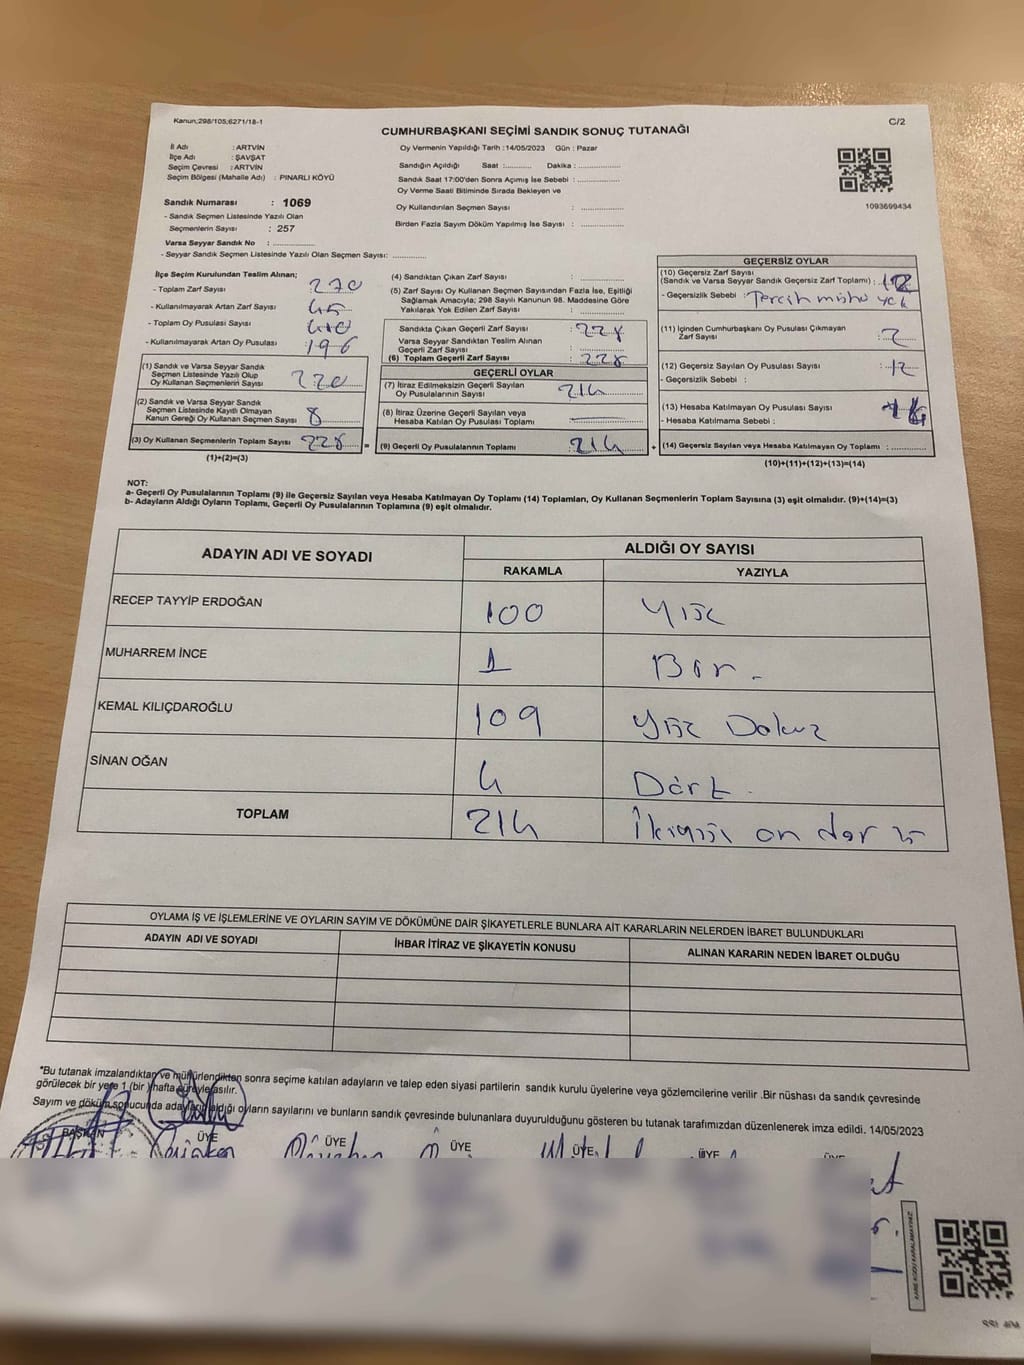 Kanun;298/105;6271/18-1
C/2
CUMHURBAŞKANI SEÇİMİ SANDIK SONUÇ TUTANAĞI
İl Adı : ARTVİN
İlçe Adı : ŞAVŞAT
Seçim Çevresi : ARTVİN
Seçim Bölgesi (Mahalle Adı) : PINARLI KÖYÜ
Sandık Numarası : 1069
- Sandık Seçmen Listesinde Yazılı Olan
Seçmenlerin Sayısı : 257
Varsa Seyyar Sandık No : ..............
- Seyyar Sandık Seçmen Listesinde Yazılı Olan Seçmen Sayısı: ............
Oy Vermenin Yapıldığı Tarih :14/05/2023 Gün : Pazar
Sandığın Açıldığı Saat :........... Dakika : ..............
Sandık Saat 17:00'den Sonra Açımış İse Sebebi : ..............
Oy Verme Saati Bitiminde Sırada Bekleyen ve
Oy Kullandırılan Seçmen Sayısı : ..............
Birden Fazla Sayım Döküm Yapılmış İse Sayısı : ..............
1093699434
İlçe Seçim Kurulundan Teslim Alınan;
- Toplam Zarf Sayısı : 270
- Kullanılmayarak Artan Zarf Sayısı : 45
- Toplam Oy Pusulası Sayısı : 410
- Kullanılmayarak Artan Oy Pusulası : 196
(1) Sandık ve Varsa Seyyar Sandık
Seçmen Listesinde Yazılı Olup
Oy Kullanan Seçmenlerin Sayısı : 220
(2) Sandık ve Varsa Seyyar Sandık
Seçmen Listesinde Kayıtlı Olmayan
Kanun Gereği Oy Kullanan Seçmen Sayısı : 8
(3) Oy Kullanan Seçmenlerin Toplam Sayısı : 228 =
(1)+(2)=(3)
(4) Sandıktan Çıkan Zarf Sayısı : ..............
(5) Zarf Sayısı Oy Kullanan Seçmen Sayısından Fazla İse, Eşitliği
Sağlamak Amacıyla; 298 Sayılı Kanunun 98. Maddesine Göre
Yakılarak Yok Edilen Zarf Sayısı : ..............
Sandıkta Çıkan Geçerli Zarf Sayısı : 228
Varsa Seyyar Sandıktan Teslim Alınan
Geçerli Zarf Sayısı : ..............
(6) Toplam Geçerli Zarf Sayısı : 228
GEÇERLİ OYLAR
(7) İtiraz Edilmeksizin Geçerli Sayılan
Oy Pusulalarının Sayısı : 214
(8) İtiraz Üzerine Geçerli Sayılan veya
Hesaba Katılan Oy Pusulası Toplamı :
(9) Geçerli Oy Pusulalarının Toplamı : 214 +
GEÇERSİZ OYLAR
(10) Geçersiz Zarf Sayısı
(Sandık ve Varsa Seyyar Sandık Geçersiz Zarf Toplamı) :
- Geçersizlik Sebebi : Tercih mühü yok
(11) İçinden Cumhurbaşkanı Oy Pusulası Çıkmayan
Zarf Sayısı : 2
(12) Geçersiz Sayılan Oy Pusulası Sayısı : 12
- Geçersizlik Sebebi :
(13) Hesaba Katılmayan Oy Pusulası Sayısı
- Hesaba Katılmama Sebebi :
(14) Geçersiz Sayılan veya Hesaba Katılmayan Oy Toplamı : ............
(10)+(11)+(12)+(13)=(14)
NOT:
a- Geçerli Oy Pusulalarının Toplamı (9) ile Geçersiz Sayılan veya Hesaba Katılmayan Oy Toplamı (14) Toplamları, Oy Kullanan Seçmenlerin Toplam Sayısına (3) eşit olmalıdır. (9)+(14)=(3)
b- Adayların Aldığı Oyların Toplamı, Geçerli Oy Pusulalarının Toplamına (9) eşit olmalıdır.
ADAYIN ADI VE SOYADI ALDIĞI OY SAYISI
RAKAMLA YAZIYLA
RECEP TAYYİP ERDOĞAN 100 Yüz
MUHARREM İNCE 1 Bir.
KEMAL KILIÇDAROĞLU 109 Yüz Dokuz
SİNAN OĞAN 4 Dört.
TOPLAM 214 İkiyüz on dört
OYLAMA İŞ VE İŞLEMLERİNE VE OYLARIN SAYIM VE DÖKÜMÜNE DAİR ŞİKAYETLERLE BUNLARA AİT KARARLARIN NELERDEN İBARET BULUNDUKLARI
ADAYIN ADI VE SOYADI İHBAR İTİRAZ VE ŞİKAYETİN KONUSU ALINAN KARARIN NEDEN İBARET OLDUĞU
"Bu tutanak imzalandıktan ve mühürlendikten sonra seçime katılan adayların ve talep eden siyasi partilerin sandık kurulu üyelerine veya gözlemcilerine verilir .Bir nüshası da sandık çevresinde
görülecek bir yere 1 (bir )hafta süreyle asılır.
Sayım ve döküm sonucunda adayların aldığı oyların sayılarını ve bunların sandık çevresinde bulunanlara duyurulduğunu gösteren bu tutanak tarafımızdan düzenlenerek imza edildi. 14/05/2023
BAŞKAN ÜYE ÜYE ÜYE ÜYE ÜYE ÜYE